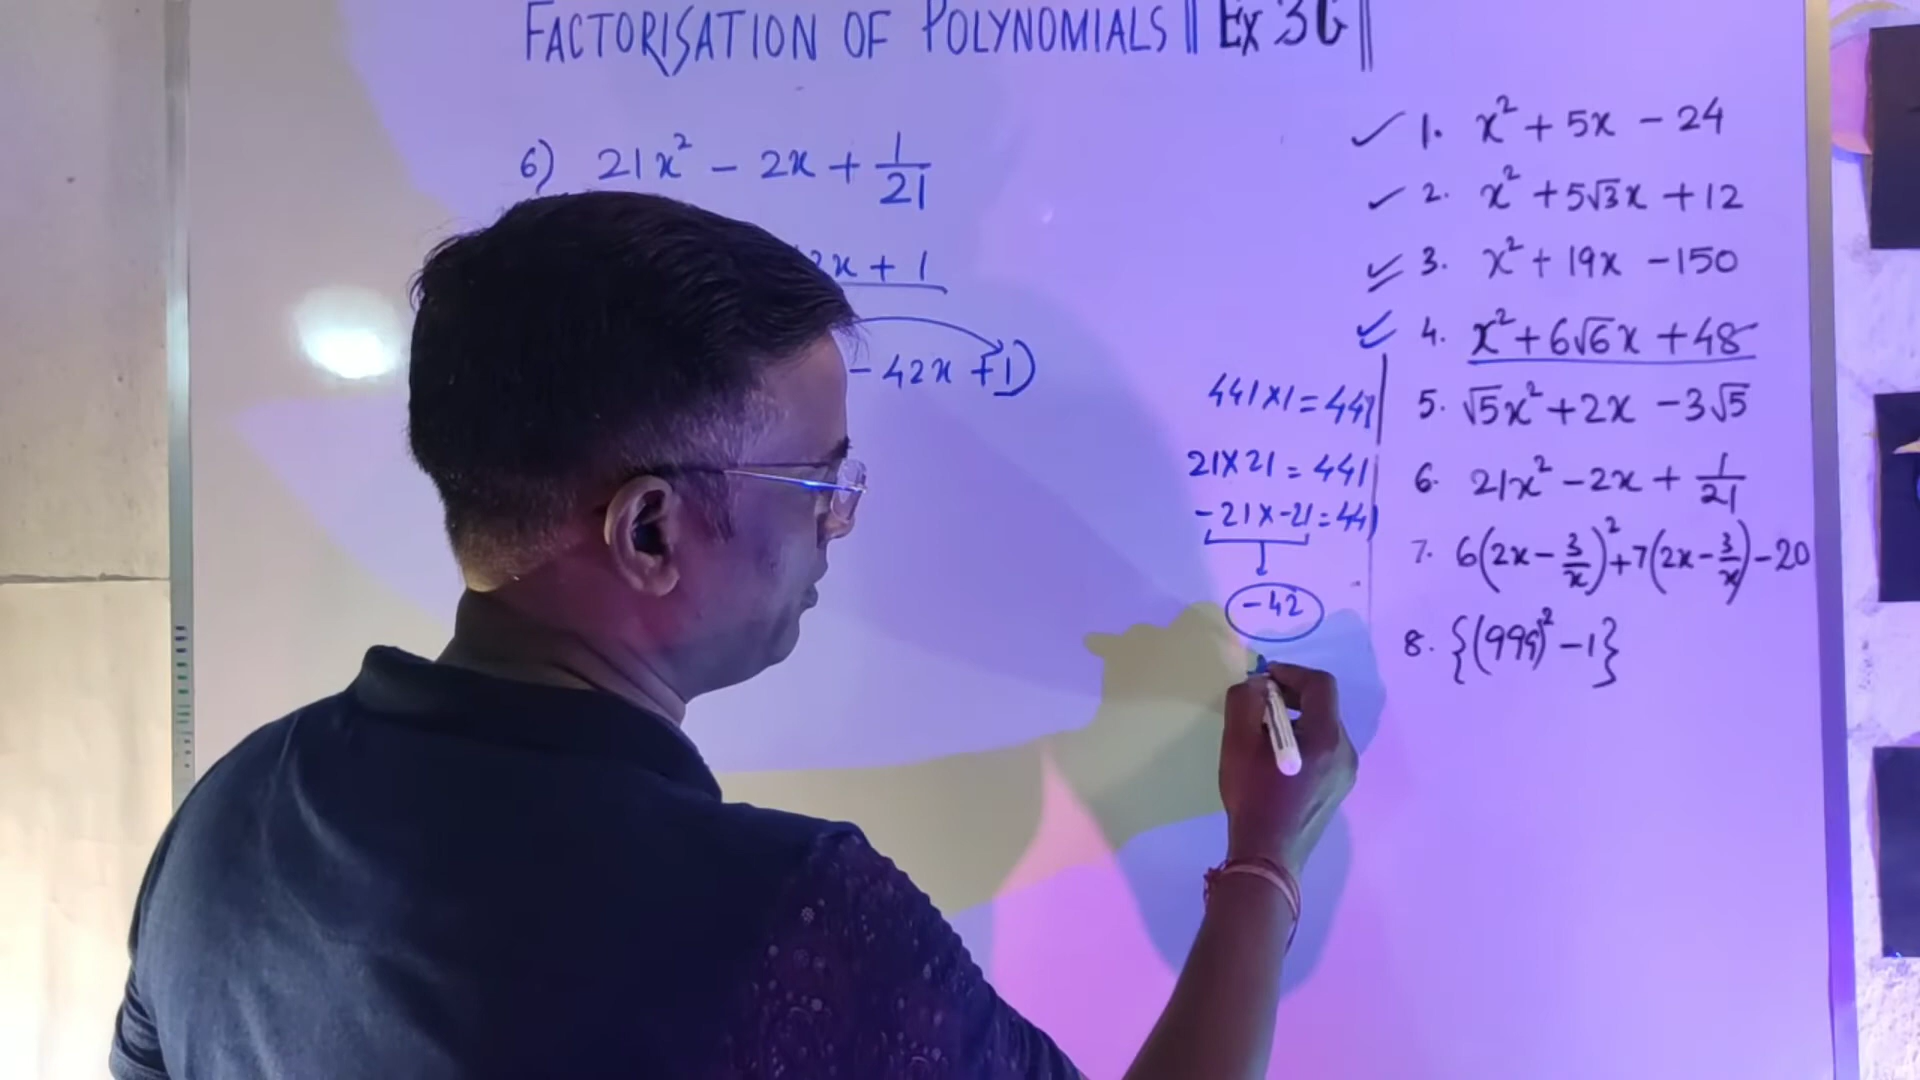 FACTORISATION OF POLYNOMIALS || Ex 3G ||
6) 21x² - 2x + 1/21
2x + 1
- 42x + 1)
441 × 1 = 441
21 × 21 = 441
-21 × -21 = 441
-42
1. x² + 5x - 24
2. x² + 5√3x + 12
3. x² + 19x - 150
4. x² + 6√6x + 48
5. √5x² + 2x - 3√5
6. 21x² - 2x + 1/21
7. 6(2x - 3/x)² + 7(2x - 3/x) - 20
8. {(999)² - 1}